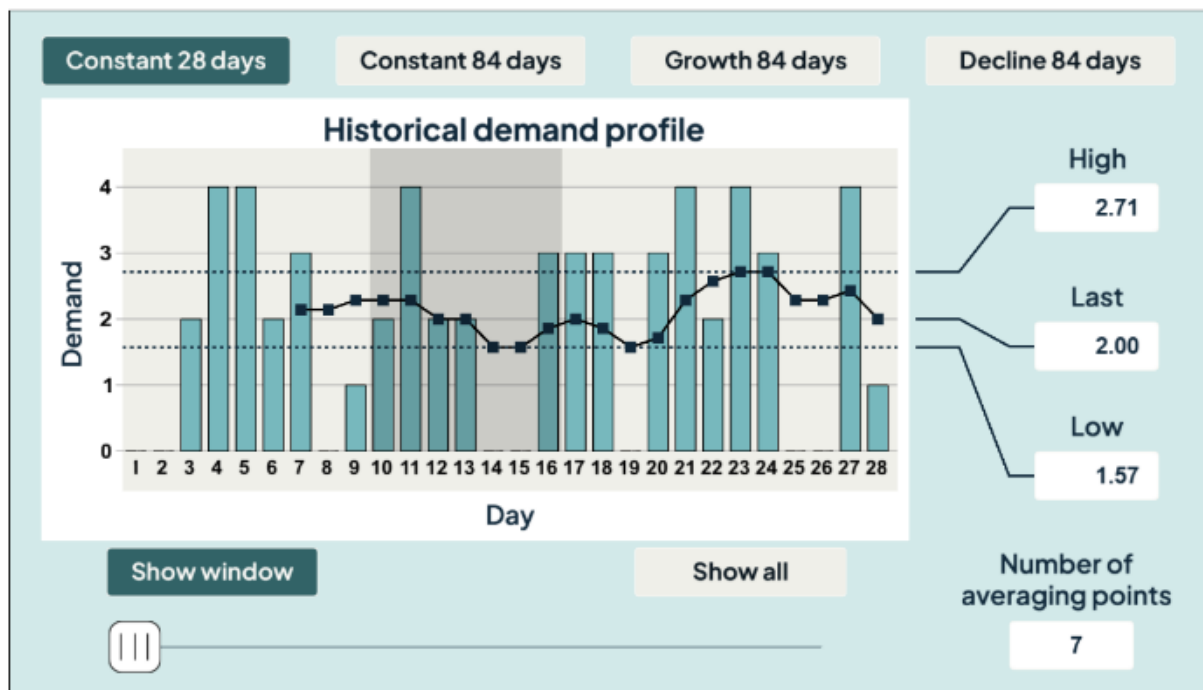 Constant 28 days
Constant 84 days
Growth 84 days
Decline 84 days
Historical demand profile
High
2.71
Last
2.00
Low
1.57
Demand
4
3
2
1
0
1 2 3 4 5 6 7 8 9 10 11 12 13 14 15 16 17 18 19 20 21 22 23 24 25 26 27 28
Day
Show window
Show all
Number of
averaging points
7